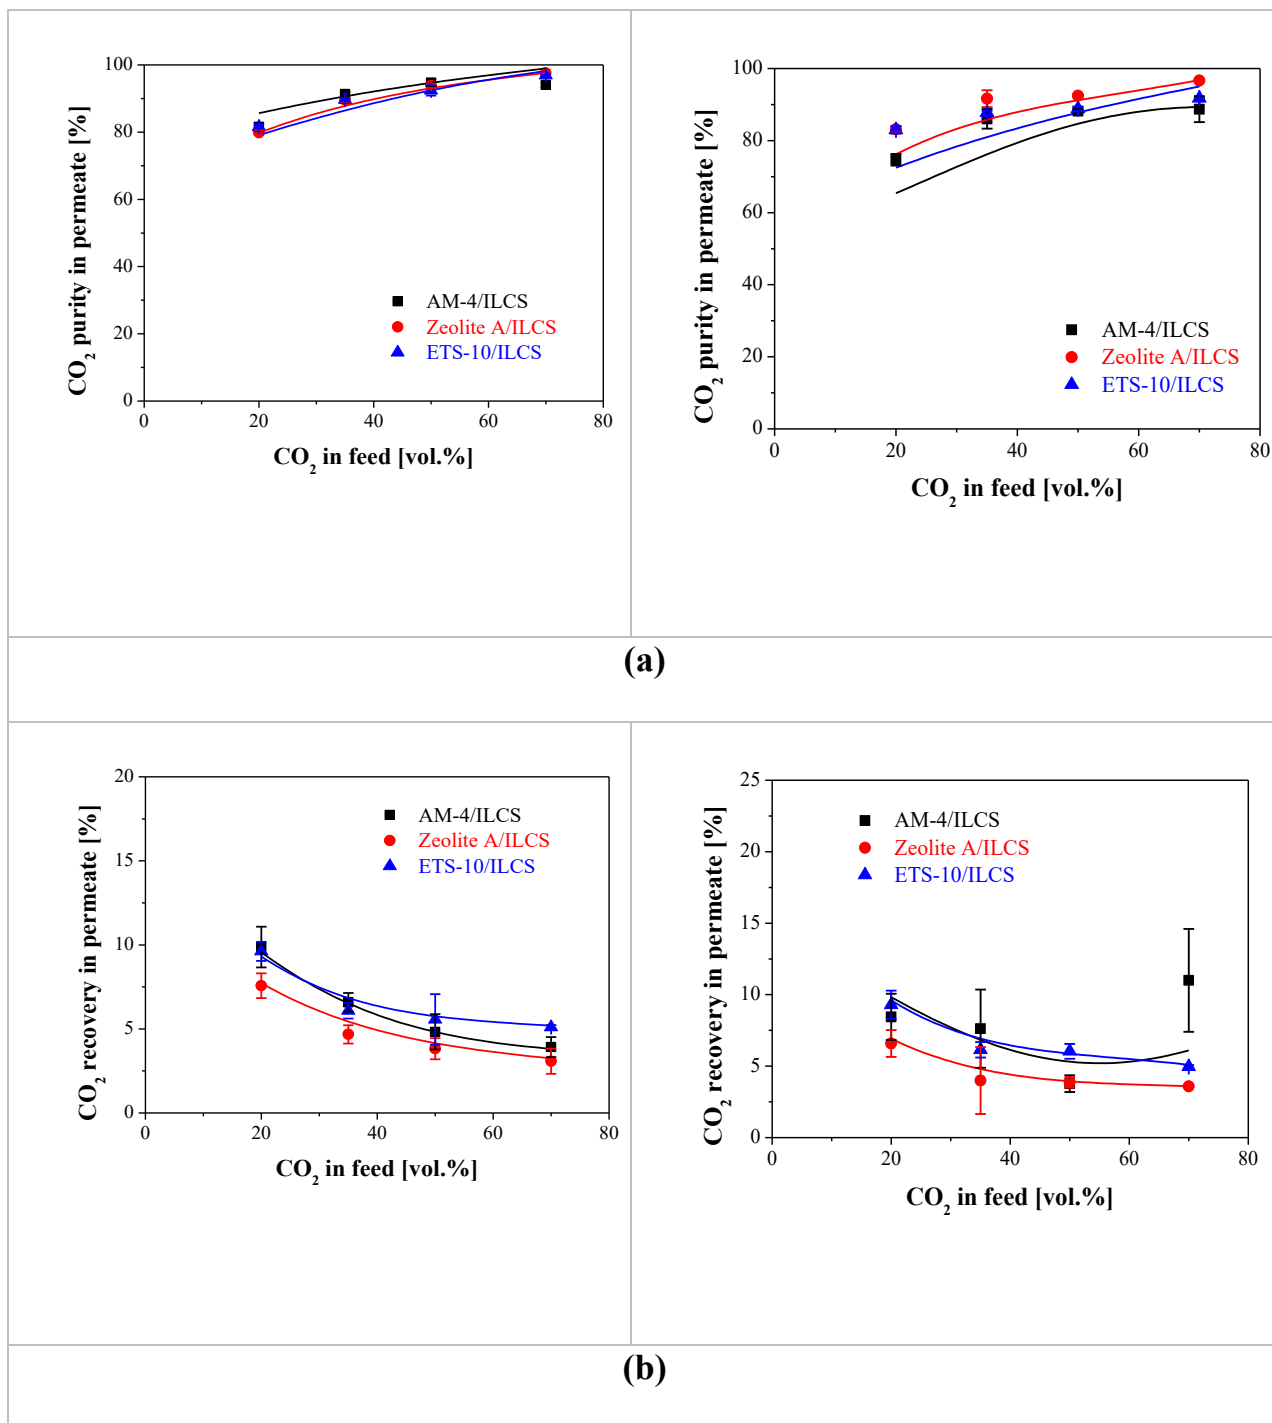 CO₂ purity in permeate [%]
100
80
60
40
20
0
AM-4/ILCS
Zeolite A/ILCS
ETS-10/ILCS
0 20 40 60 80
CO₂ in feed [vol.%]
CO₂ purity in permeate [%]
100
80
60
40
20
0
AM-4/ILCS
Zeolite A/ILCS
ETS-10/ILCS
0 20 40 60 80
CO₂ in feed [vol.%]
(a)
CO₂ recovery in permeate [%]
20
15
10
5
0
AM-4/ILCS
Zeolite A/ILCS
ETS-10/ILCS
0 20 40 60 80
CO₂ in feed [vol.%]
CO₂ recovery in permeate [%]
25
20
15
10
5
0
AM-4/ILCS
Zeolite A/ILCS
ETS-10/ILCS
0 20 40 60 80
CO₂ in feed [vol.%]
(b)